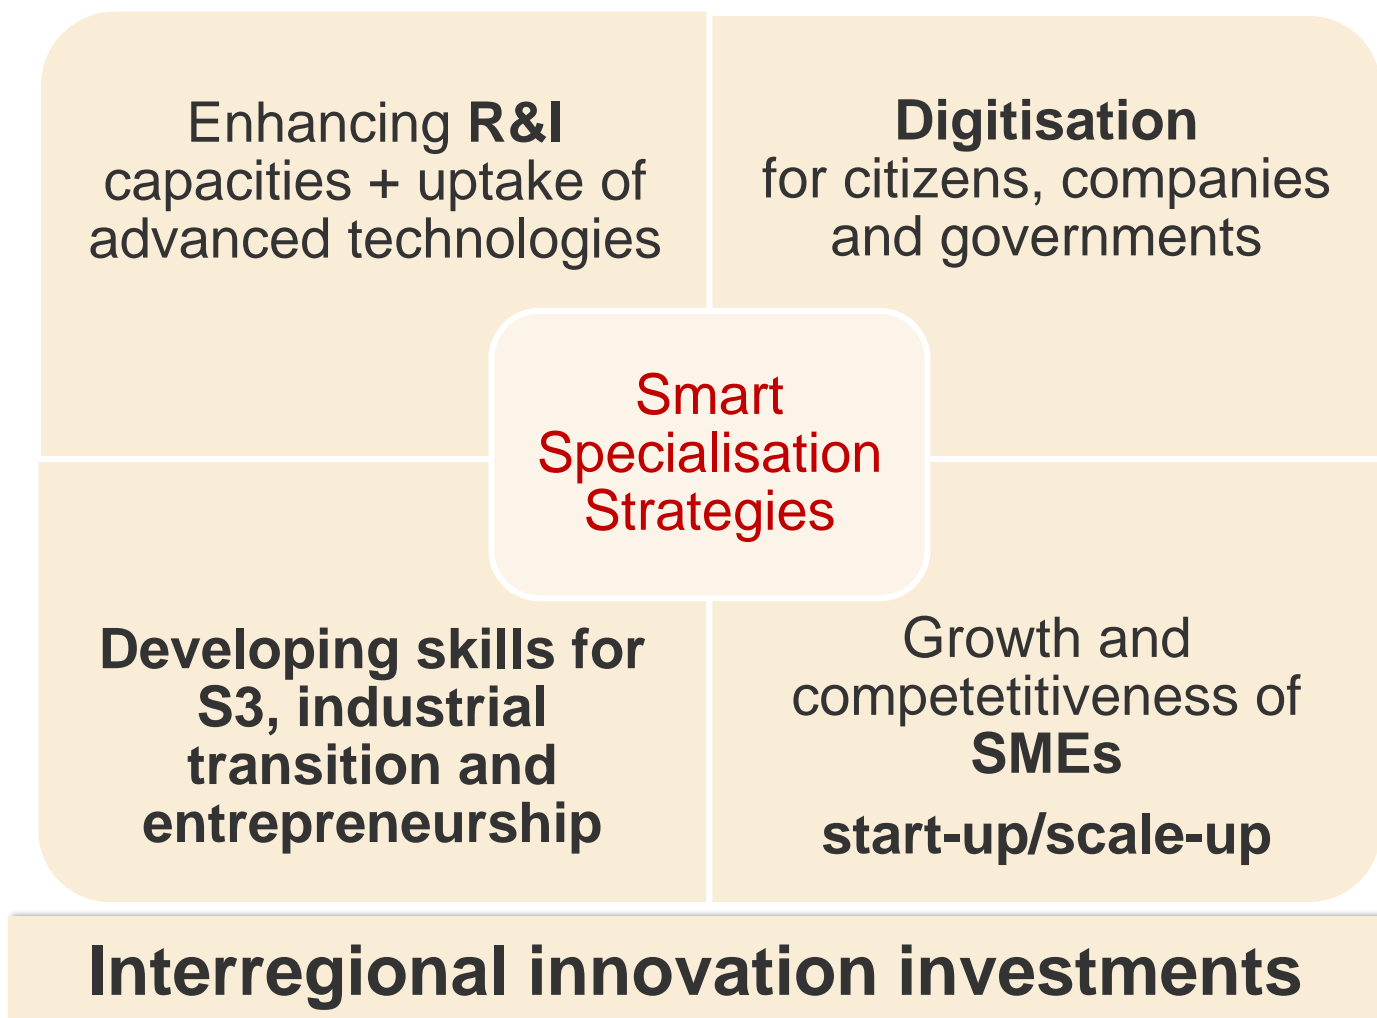 Enhancing R&I
capacities + uptake of
advanced technologies
Digitisation
for citizens, companies
and governments
Smart
Specialisation
Strategies
Developing skills for
S3, industrial
transition and
entrepreneurship
Growth and
competetitiveness of
SMEs
start-up/scale-up
Interregional innovation investments